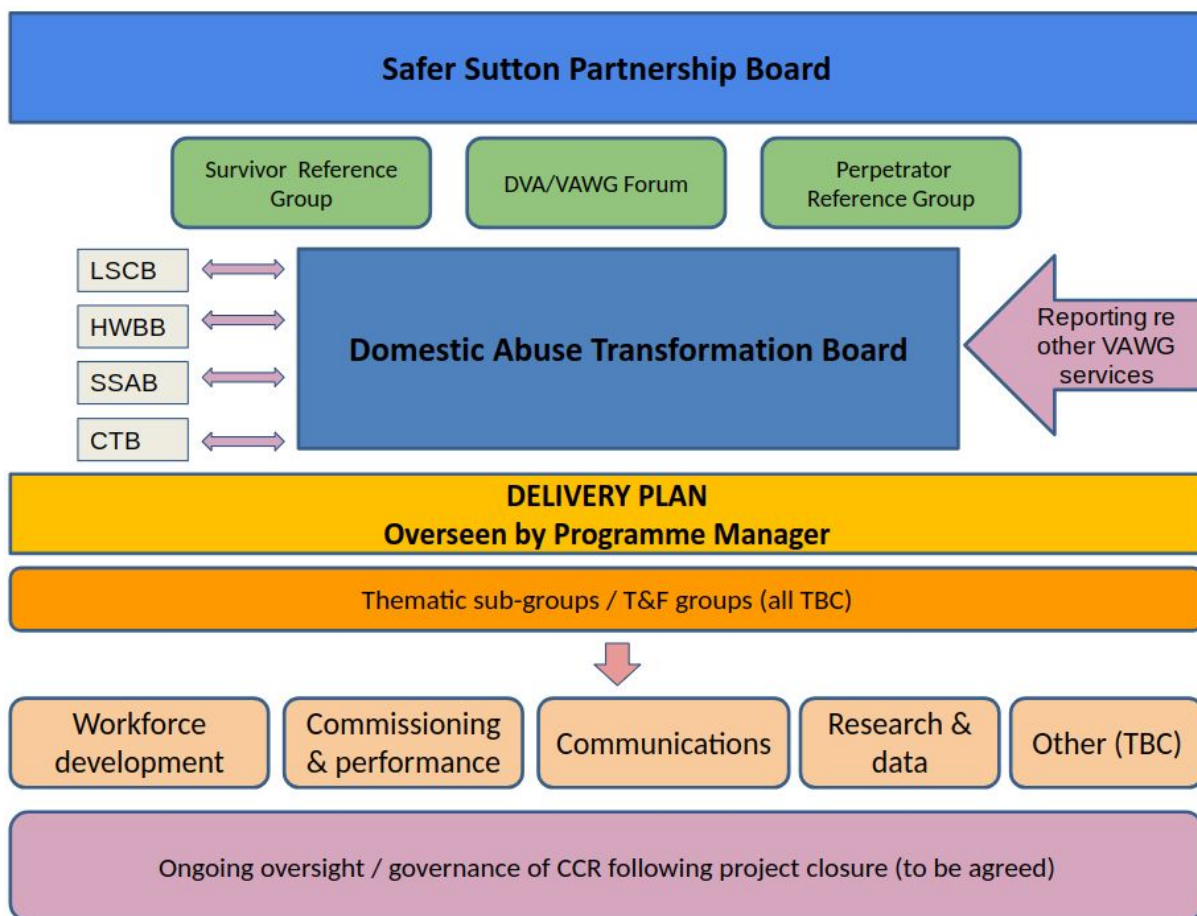 Safer Sutton Partnership Board
Survivor Reference
Group
DVA/VAWG Forum
Perpetrator
Reference Group
LSCB
HWBB
SSAB
CTB
Domestic Abuse Transformation Board
Reporting re
other VAWG
services
DELIVERY PLAN
Overseen by Programme Manager
Thematic sub-groups / T&F groups (all TBC)
Workforce
development
Commissioning
& performance
Communications
Research &
data
Other (TBC)
Ongoing oversight / governance of CCR following project closure (to be agreed)